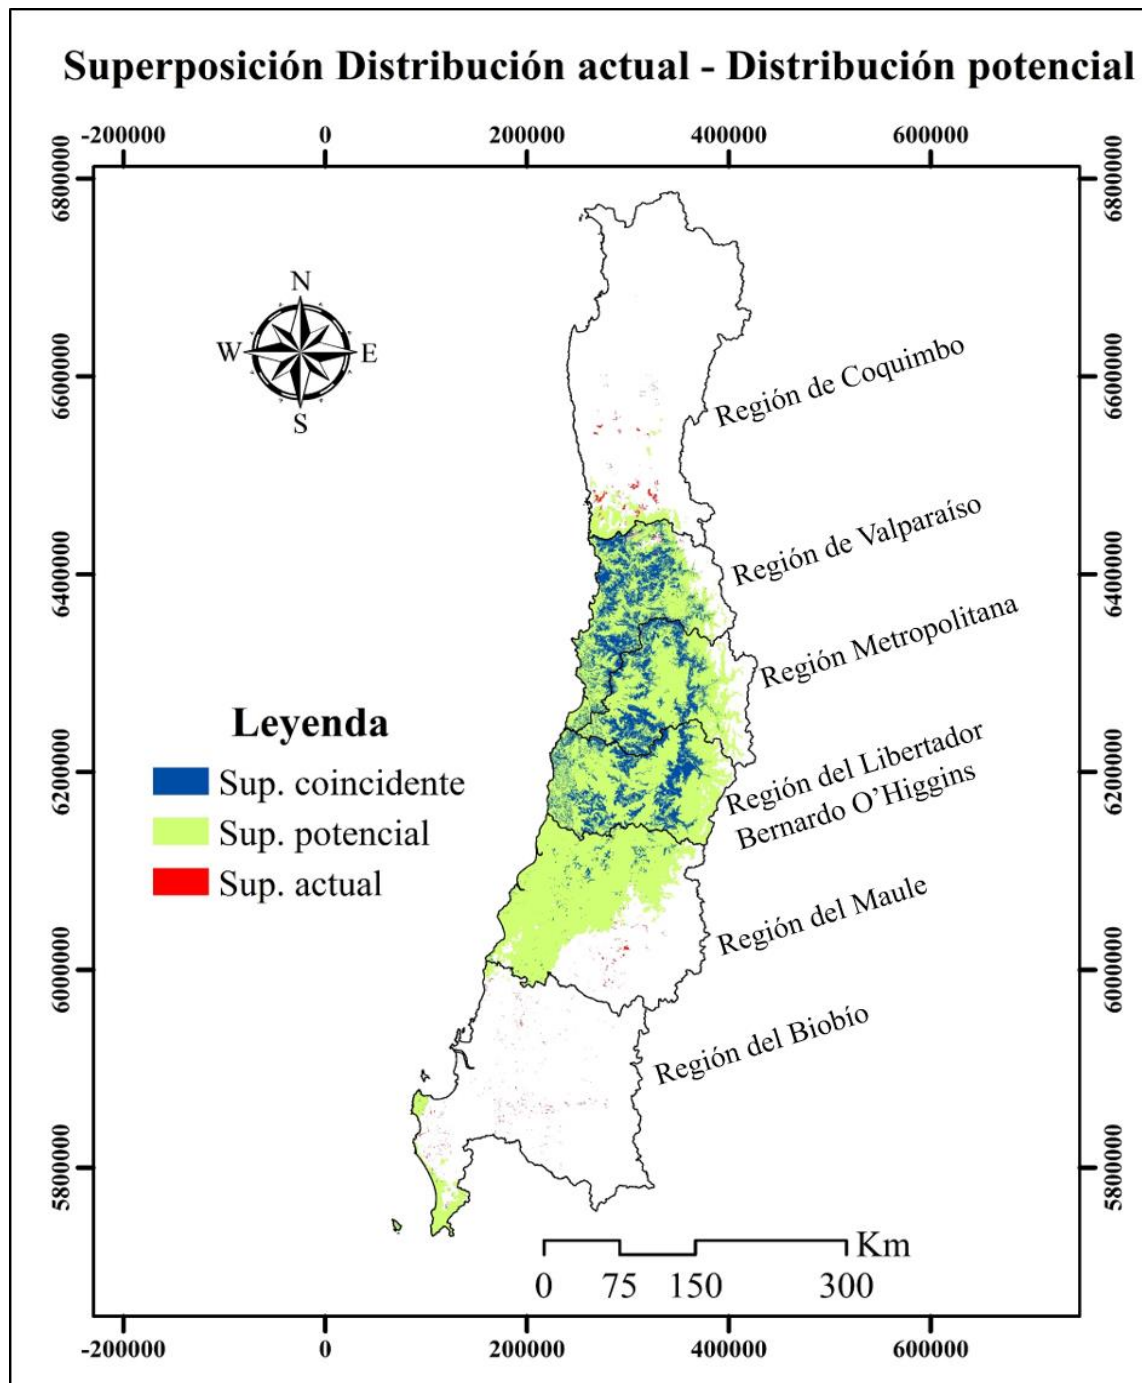 Superposición Distribución actual - Distribución potencial
-200000 0 200000 400000 600000
6800000 6800000
N
W E
S
6600000 6600000
Región de Coquimbo
Región de Valparaíso
6400000 6400000
Región Metropolitana
Leyenda
Sup. coincidente
Sup. potencial
Sup. actual
6200000 6200000
Región del Libertador
Bernardo O'Higgins
Región del Maule
6000000 6000000
Región del Biobío
5800000 5800000
Km
0 75 150 300
-200000 0 200000 400000 600000